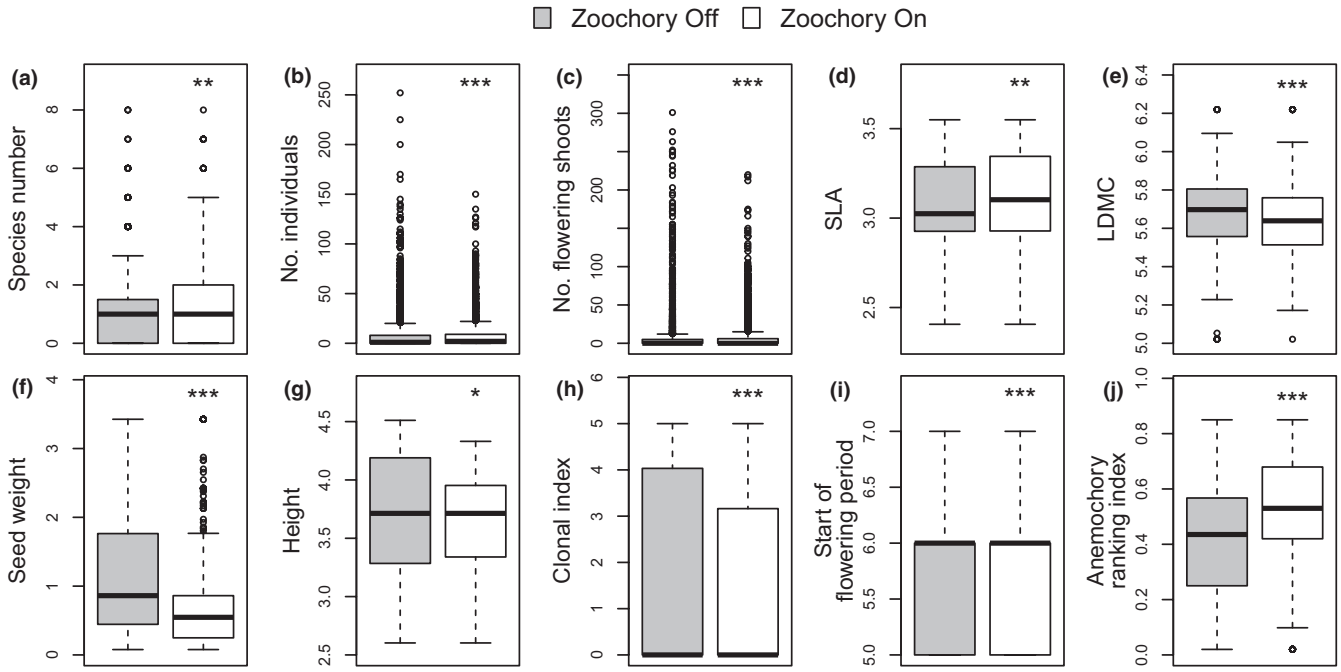 Zoochory Off Zoochory On
(a) ** Species number 0 2 4 6 8
(b) *** No. individuals 0 50 100 150 200 250
(c) *** No. flowering shoots 0 50 100 200 300
(d) ** SLA 2.5 3.0 3.5
(e) *** LDMC 5.0 5.2 5.4 5.6 5.8 6.0 6.2 6.4
(f) *** Seed weight 0 1 2 3 4
(g) * Height 2.5 3.0 3.5 4.0 4.5
(h) *** Clonal index 0 1 2 3 4 5 6
(i) *** Start of
flowering period 5.0 5.5 6.0 6.5 7.0
(j) *** Anemochory
ranking index 0.0 0.2 0.4 0.6 0.8 1.0